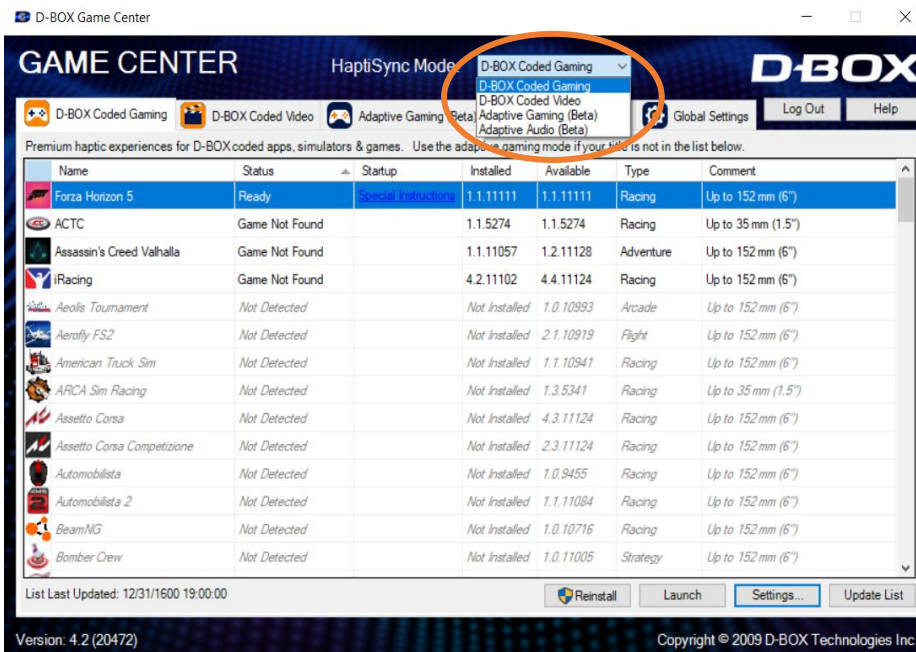 D-BOX Game Center
GAME CENTER
HaptiSync Mode:
D-BOX Coded Gaming
D-BOX
D-BOX Coded Gaming
D-BOX Coded Video
Adaptive Gaming (Beta)
Adaptive Audio (Beta)
D-BOX Coded Gaming D-BOX Coded Video Adaptive Gaming (Beta) Global Settings Log Out Help
Premium haptic experiences for D-BOX coded apps, simulators & games. Use the adaptive gaming mode if your title is not in the list below.
Name Status Startup Installed Available Type Comment
Forza Horizon 5 Ready Special Instructions 1.1.11111 1.1.11111 Racing Up to 152 mm (6")
ACTC Game Not Found 1.1.5274 1.1.5274 Racing Up to 35 mm (1.5")
Assassin's Creed Valhalla Game Not Found 1.1.11057 1.2.11128 Adventure Up to 152 mm (6")
iRacing Game Not Found 4.2.11102 4.4.11124 Racing Up to 152 mm (6")
Aeolis Tournament Not Detected Not Installed 1.0.10993 Arcade Up to 152 mm (6")
Aerofly FS2 Not Detected Not Installed 2.1.10919 Flight Up to 152 mm (6")
American Truck Sim Not Detected Not Installed 1.1.10941 Racing Up to 152 mm (6")
ARCA Sim Racing Not Detected Not Installed 1.3.5341 Racing Up to 35 mm (1.5")
Assetto Corsa Not Detected Not Installed 4.3.11124 Racing Up to 152 mm (6")
Assetto Corsa Competizione Not Detected Not Installed 2.3.11124 Racing Up to 152 mm (6")
Automobilista Not Detected Not Installed 1.0.9455 Racing Up to 152 mm (6")
Automobilista 2 Not Detected Not Installed 1.1.11084 Racing Up to 152 mm (6")
BeamNG Not Detected Not Installed 1.0.10716 Racing Up to 152 mm (6")
Bomber Crew Not Detected Not Installed 1.0.11005 Strategy Up to 152 mm (6")
List Last Updated: 12/31/1600 19:00:00 Reinstall Launch Settings... Update List
Version: 4.2 (20472) Copyright © 2009 D-BOX Technologies Inc